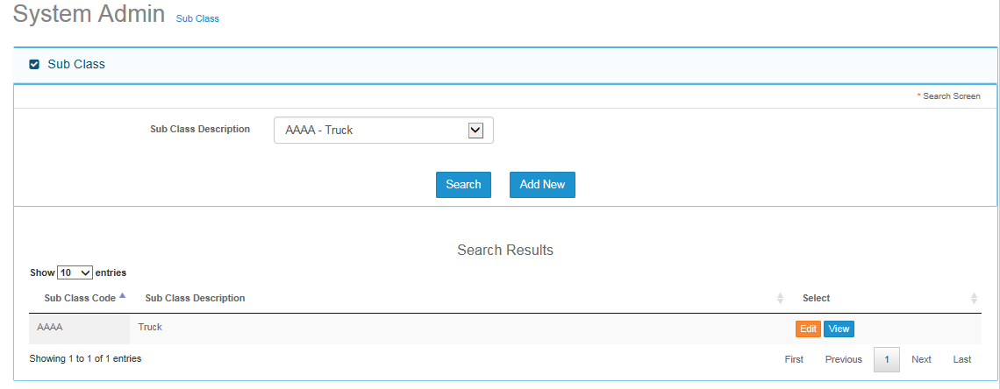 System Admin Sub Class
Sub Class
* Search Screen
Sub Class Description AAAA - Truck
Search Add New
Search Results
Show 10 entries
Sub Class Code Sub Class Description Select
AAAA Truck Edit View
Showing 1 to 1 of 1 entries First Previous 1 Next Last